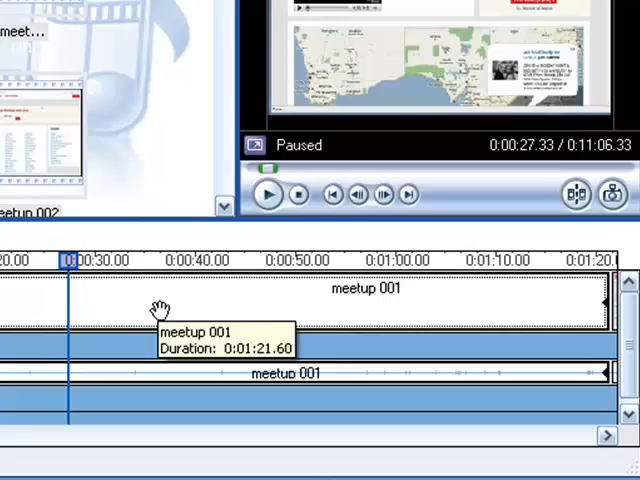 meet...
Paused
0:00:27.33 / 0:11:06.33
eetup 002
20.00 0:00:30.00 0:00:40.00 0:00:50.00 0:01:00.00 0:01:10.00 0:01:20.
meetup 001
meetup 001
Duration: 0:01:21.60
meetup 001